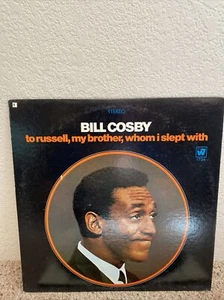 STEREO
BILL COSBY
to russell, my brother, whom i slept with